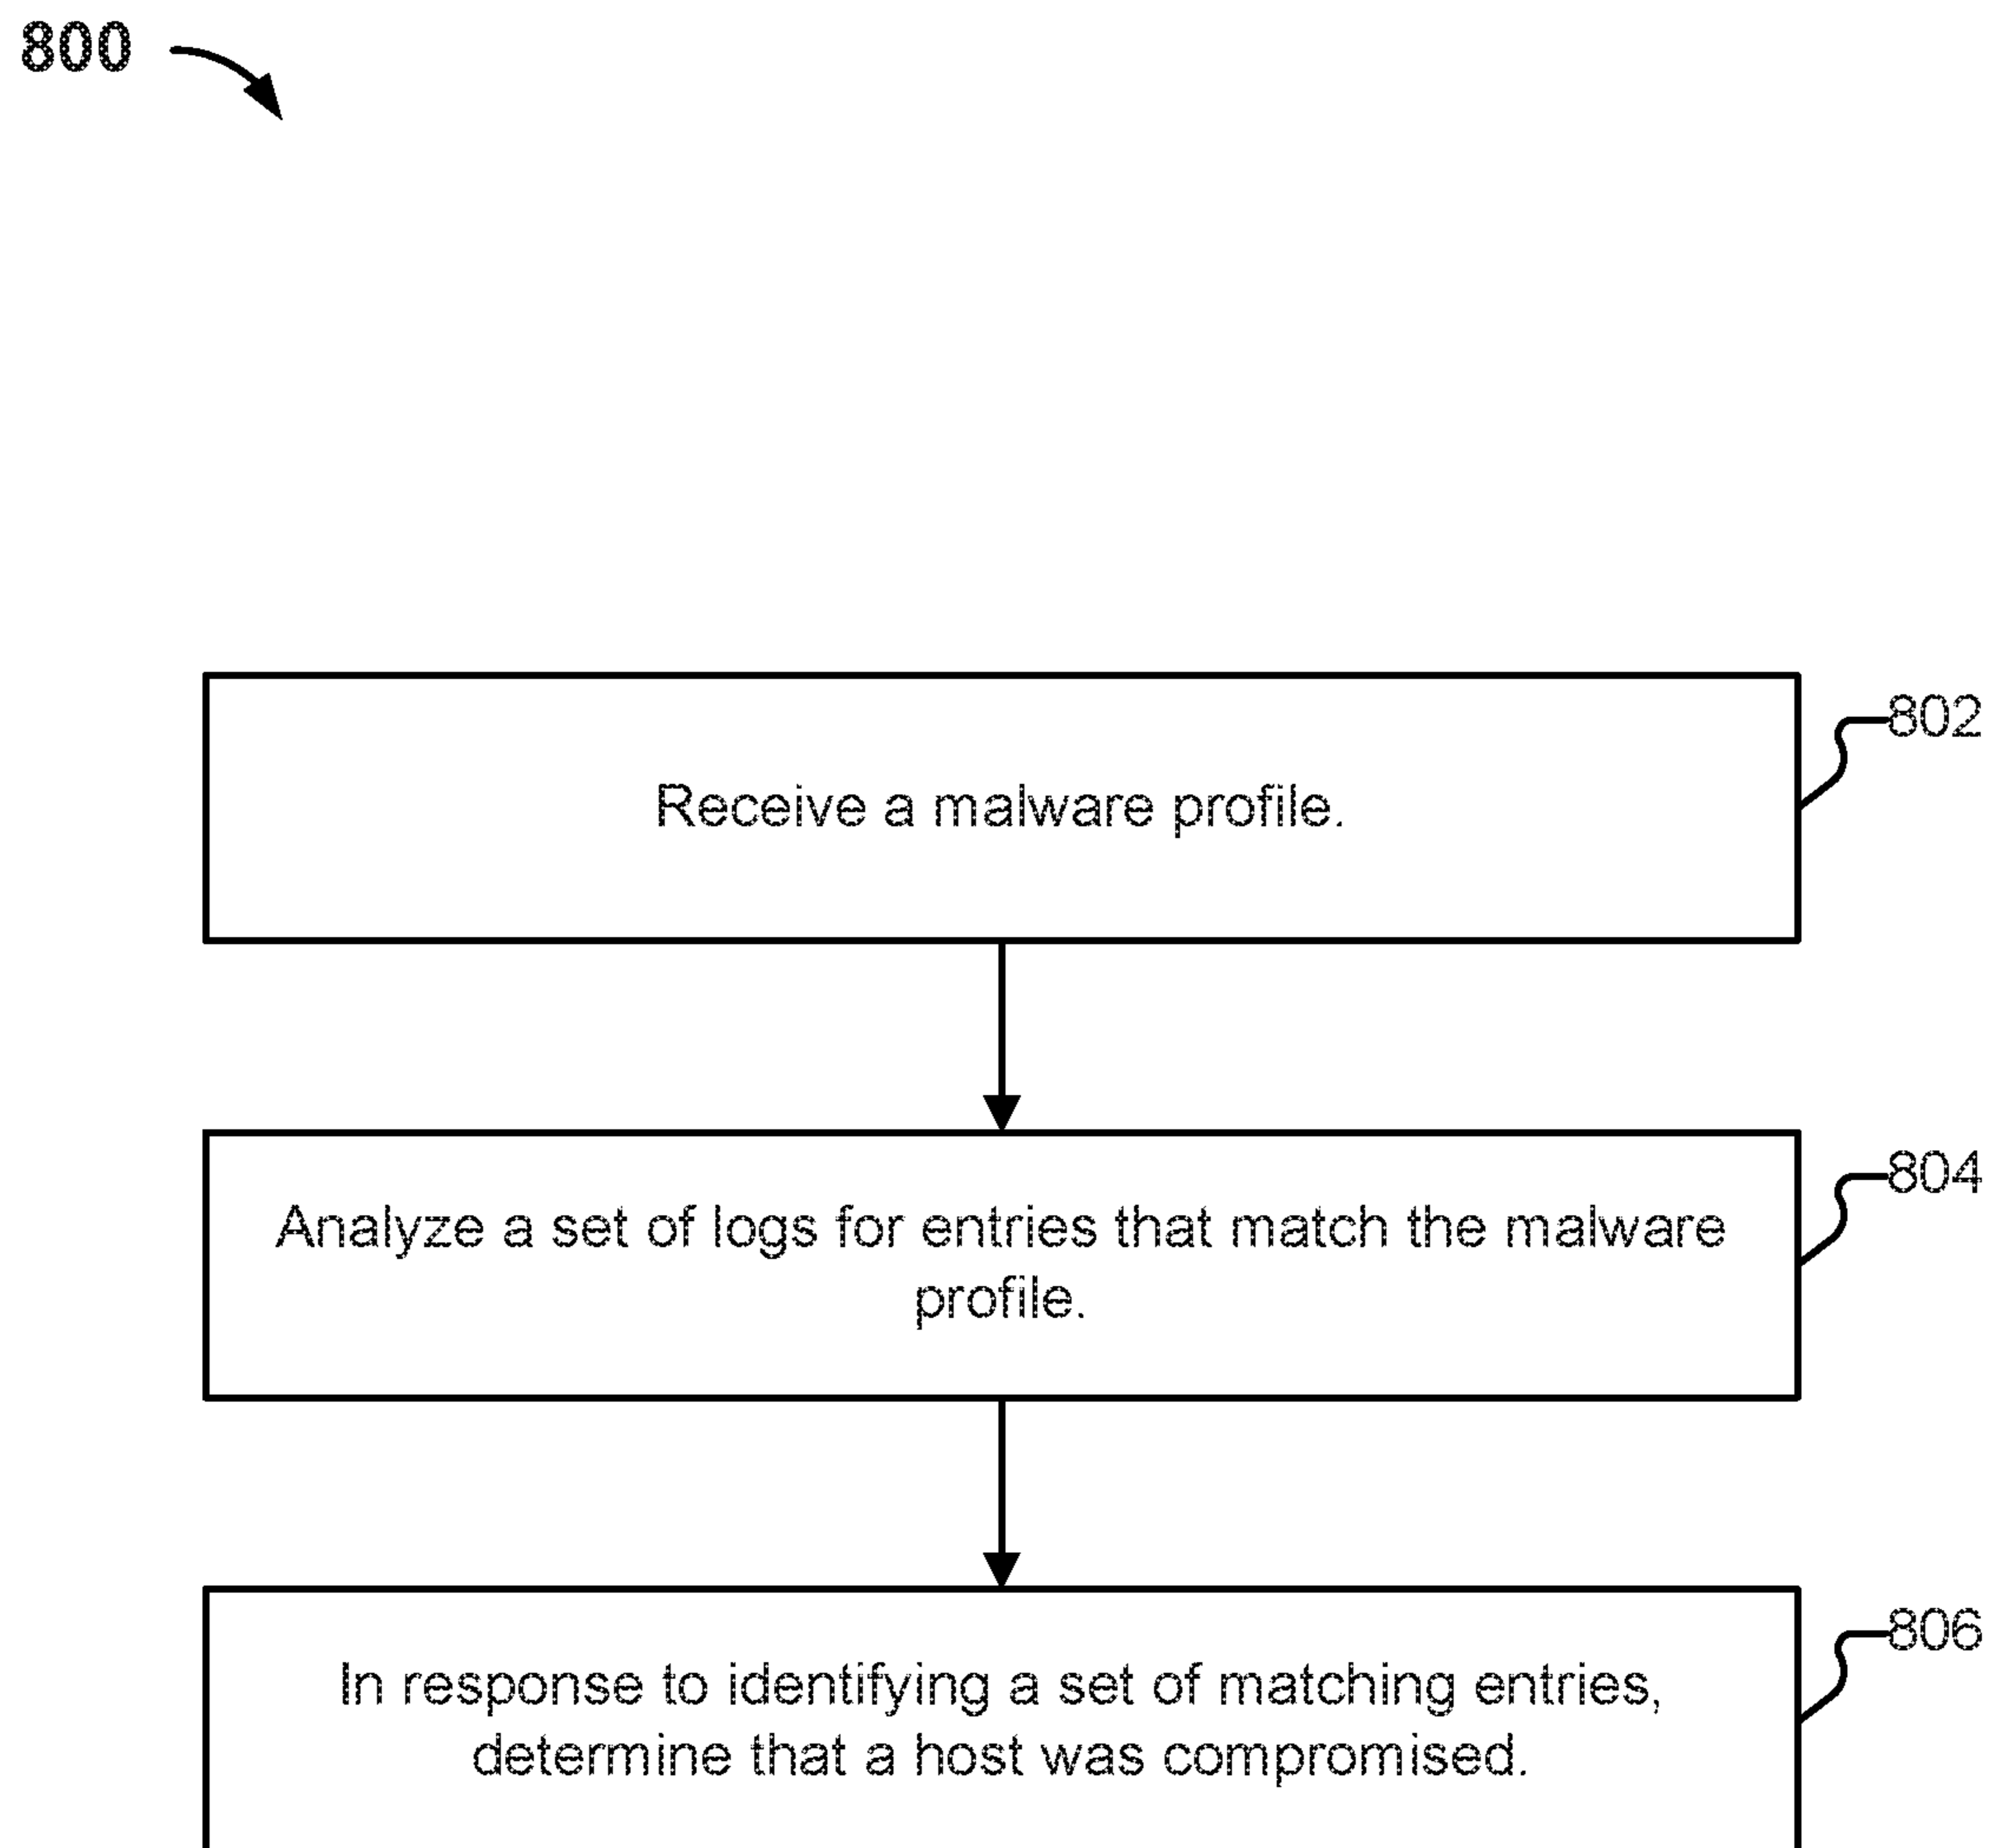 800
802
Receive a malware profile.
804
Analyze a set of logs for entries that match the malware
profile.
806
In response to identifying a set of matching entries,
determine that a host was compromised.